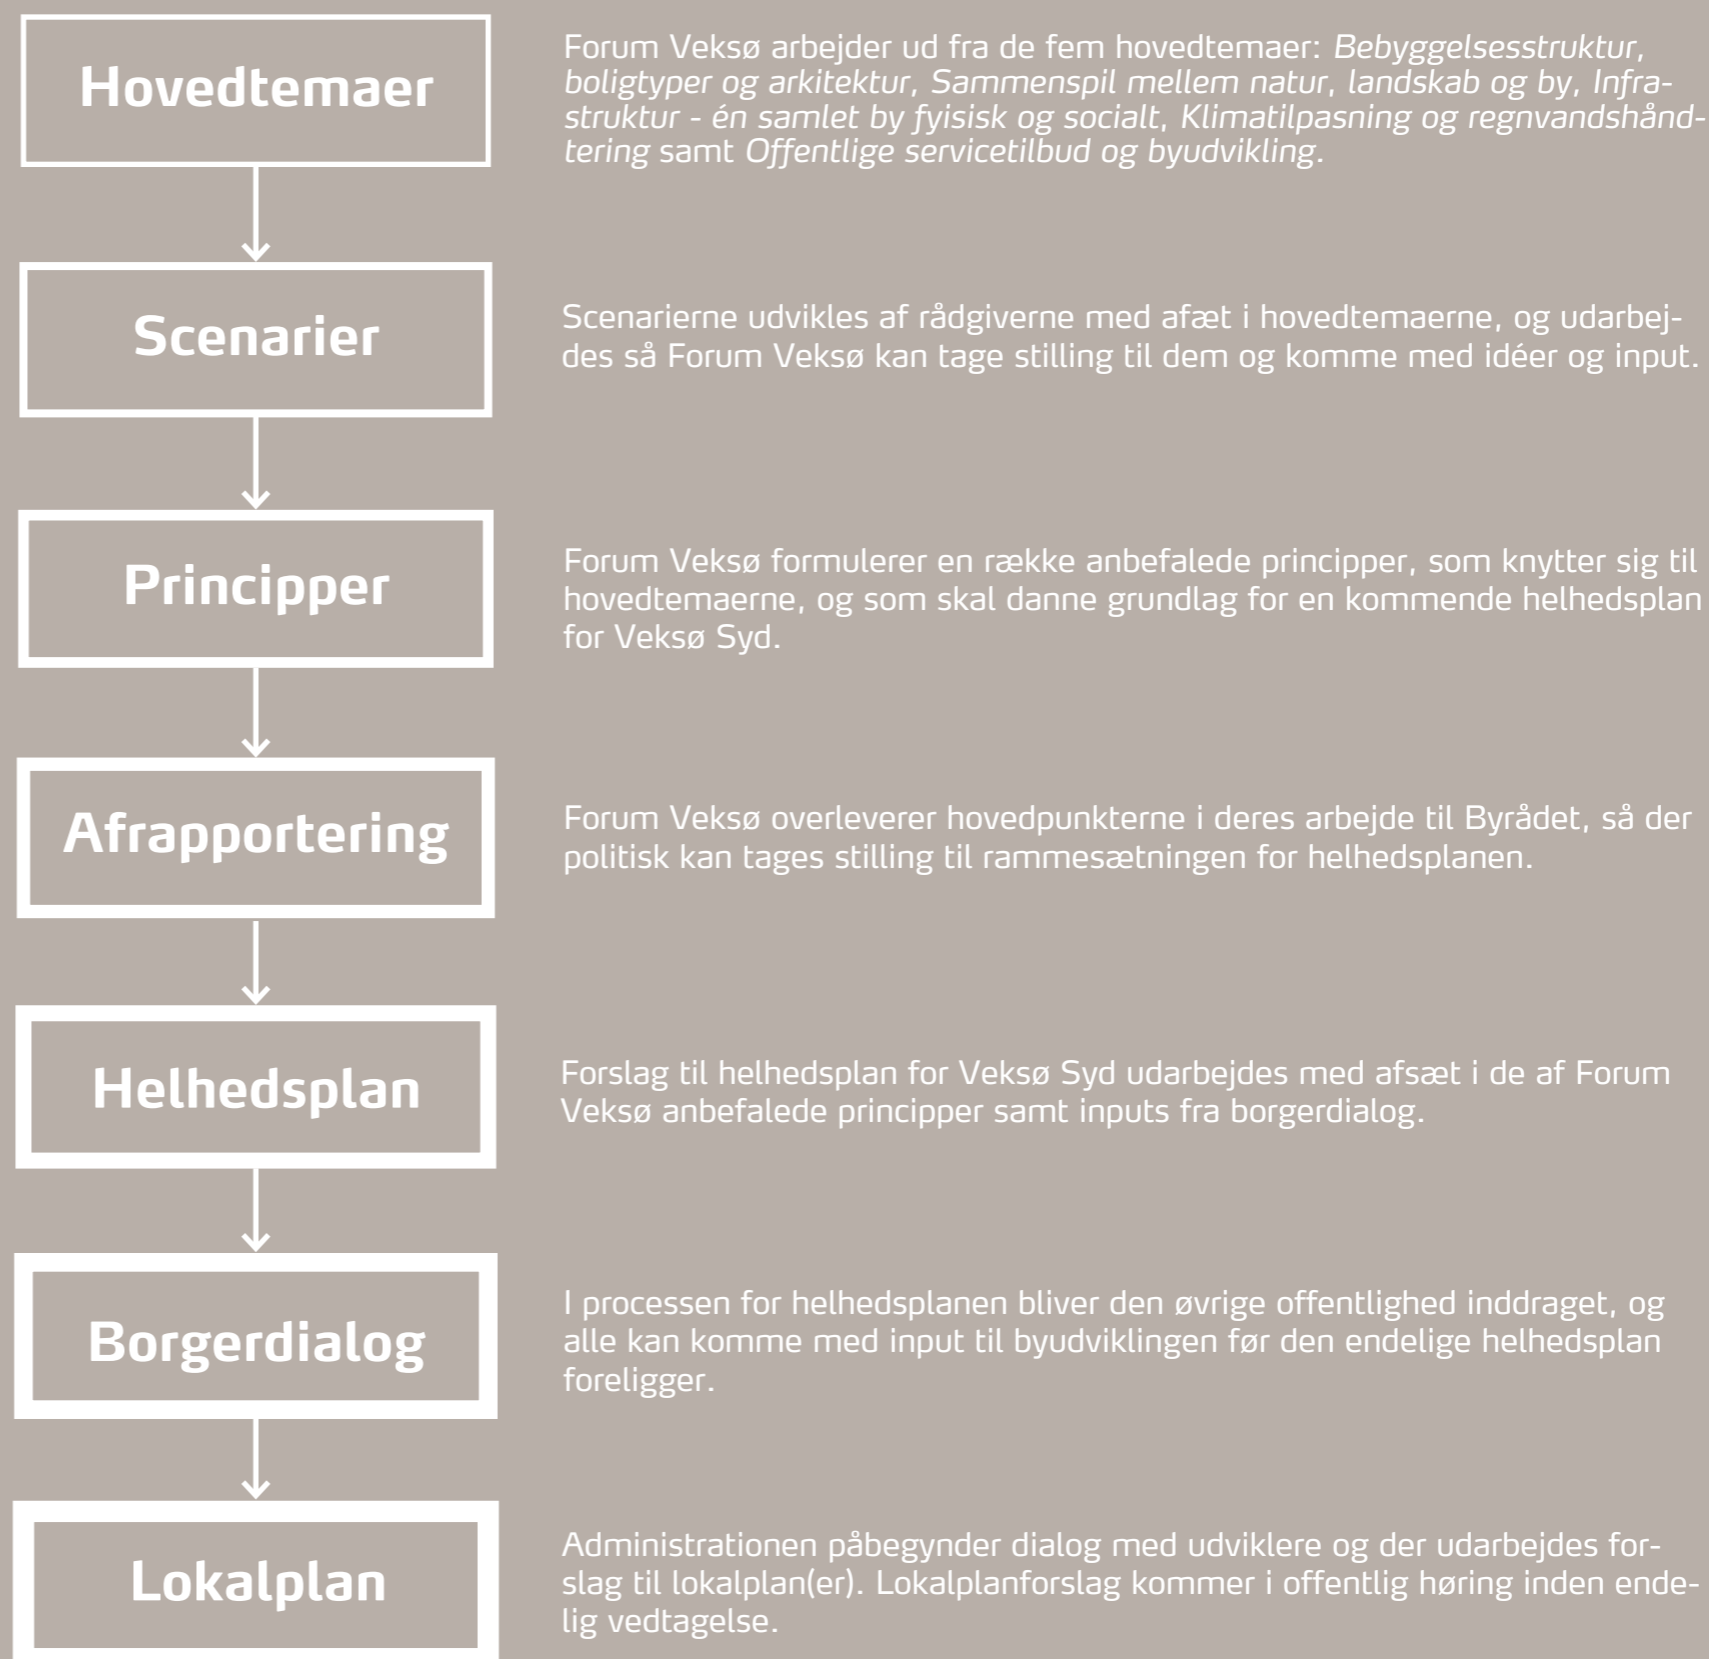 Hovedtemaer
Forum Veksø arbejder ud fra de fem hovedtemaer: Bebyggelsesstruktur,
boligtyper og arkitektur, Sammenspil mellem natur, landskab og by, Infra-
struktur - én samlet by fyisisk og socialt, Klimatilpasning og regnvandshånd-
tering samt Offentlige servicetilbud og byudvikling.
Scenarier
Scenarierne udvikles af rådgiverne med afæt i hovedtemaerne, og udarbej-
des så Forum Veksø kan tage stilling til dem og komme med idéer og input.
Principper
Forum Veksø formulerer en række anbefalede principper, som knytter sig til
hovedtemaerne, og som skal danne grundlag for en kommende helhedsplan
for Veksø Syd.
Afrapportering
Forum Veksø overleverer hovedpunkterne i deres arbejde til Byrådet, så der
politisk kan tages stilling til rammesætningen for helhedsplanen.
Helhedsplan
Forslag til helhedsplan for Veksø Syd udarbejdes med afsæt i de af Forum
Veksø anbefalede principper samt inputs fra borgerdialog.
Borgerdialog
I processen for helhedsplanen bliver den øvrige offentlighed inddraget, og
alle kan komme med input til byudviklingen før den endelige helhedsplan
foreligger.
Lokalplan
Administrationen påbegynder dialog med udviklere og der udarbejdes for-
slag til lokalplan(er). Lokalplanforslag kommer i offentlig høring inden ende-
lig vedtagelse.